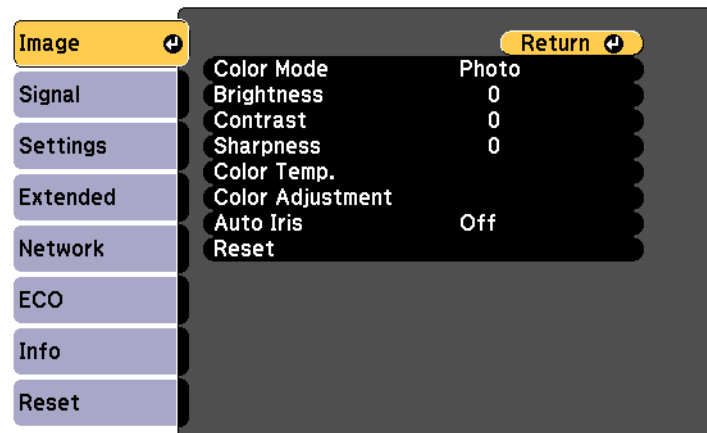 Image
Signal
Settings
Extended
Network
ECO
Info
Reset
Return
Color Mode Photo
Brightness 0
Contrast 0
Sharpness 0
Color Temp.
Color Adjustment
Auto Iris Off
Reset